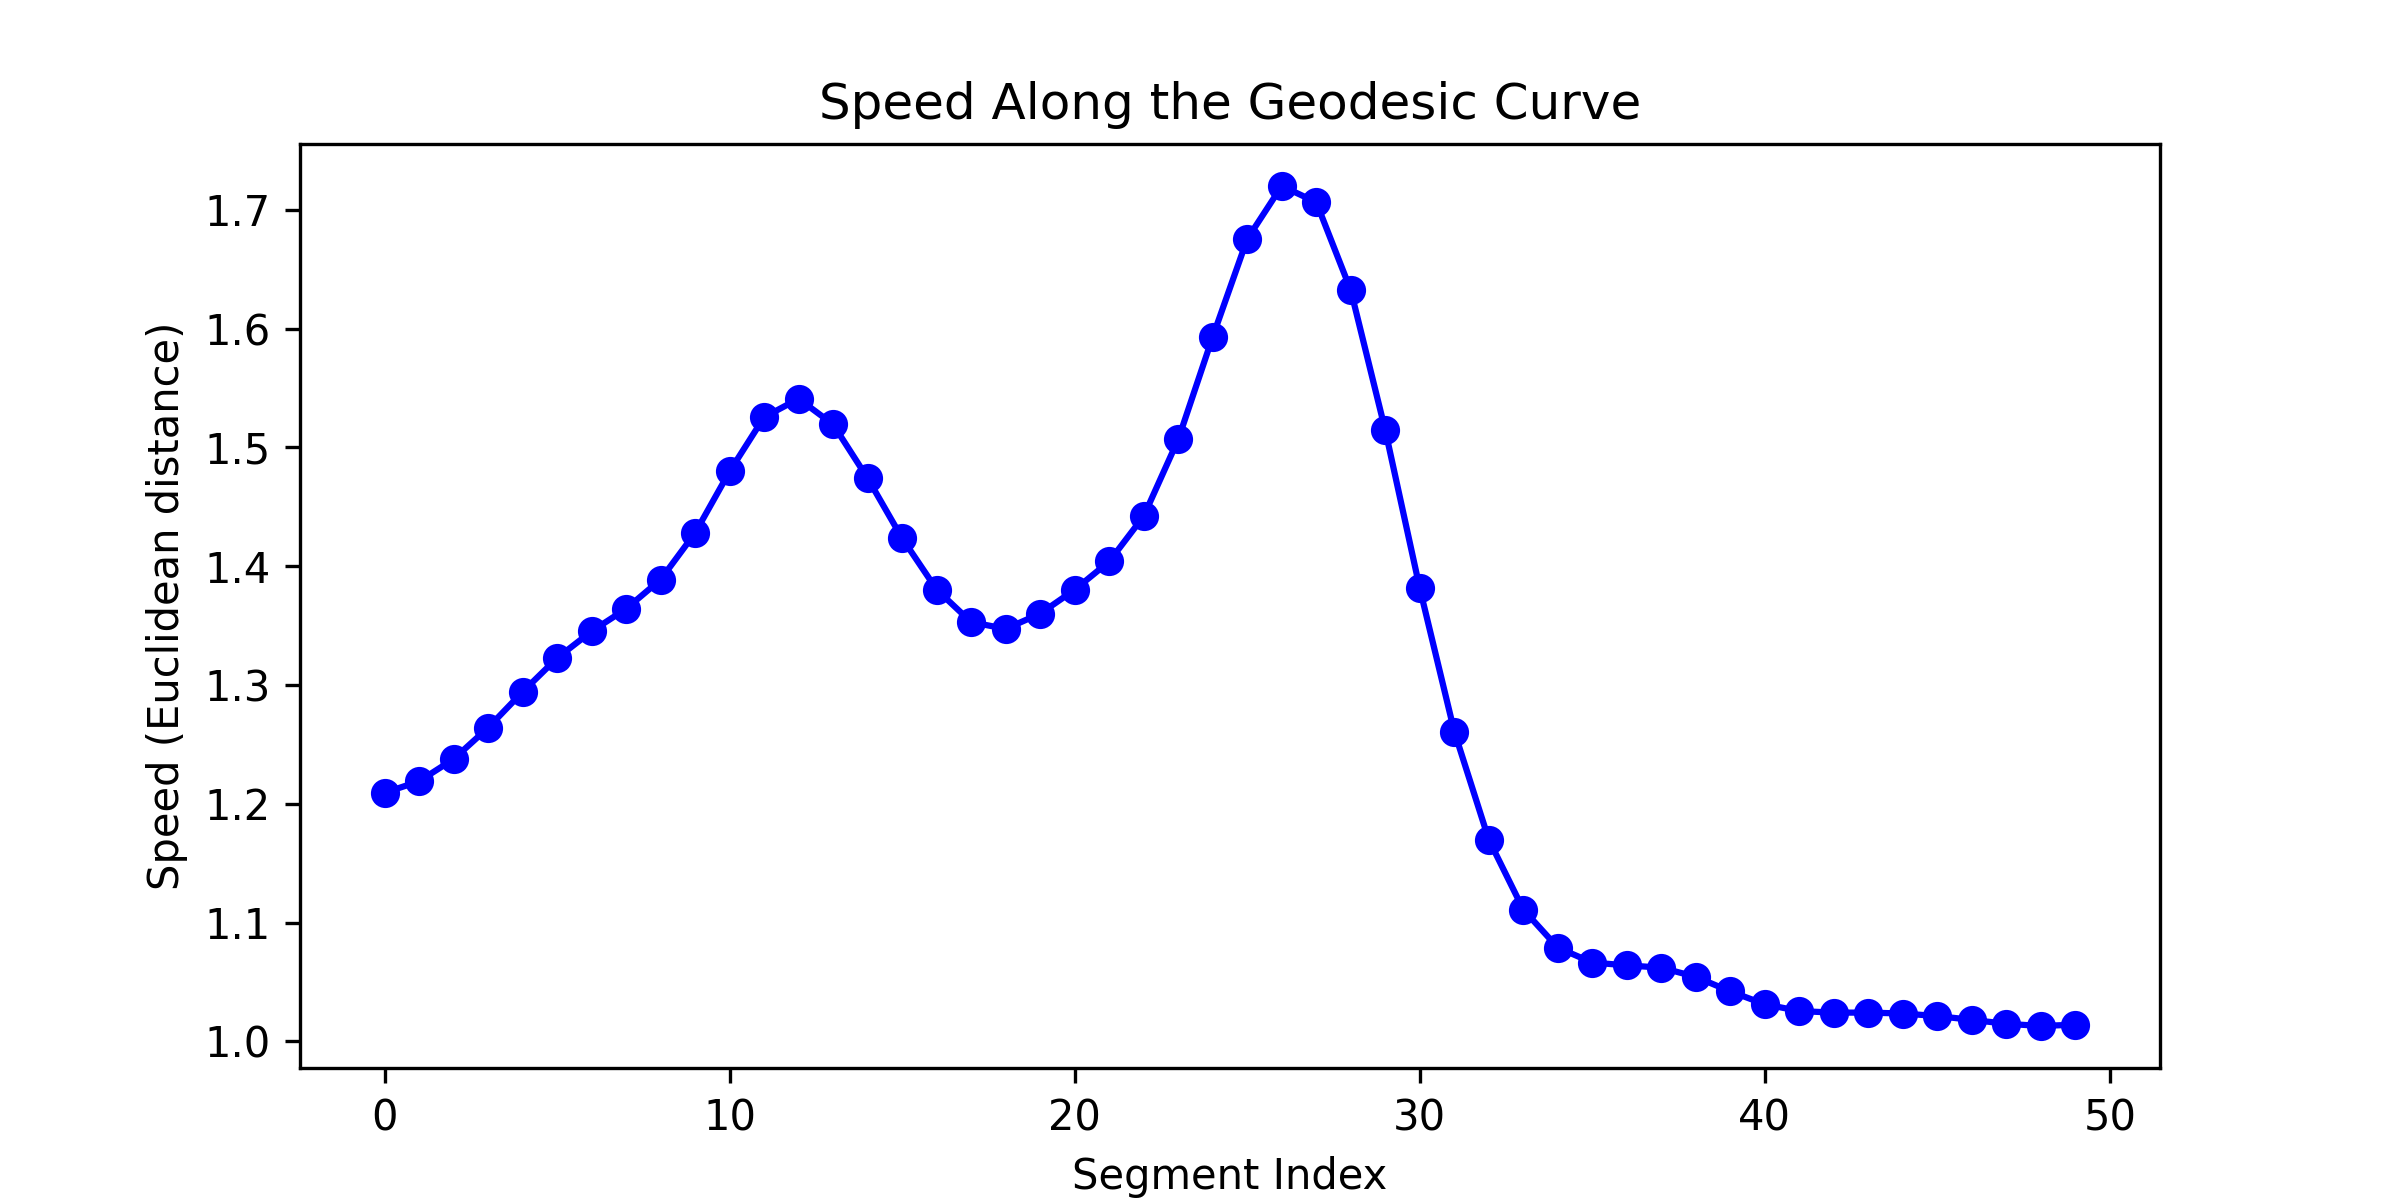 Speed Along the Geodesic Curve
Speed (Euclidean distance)
1.7
1.6
1.5
1.4
1.3
1.2
1.1
1.0
0 10 20 30 40 50
Segment Index